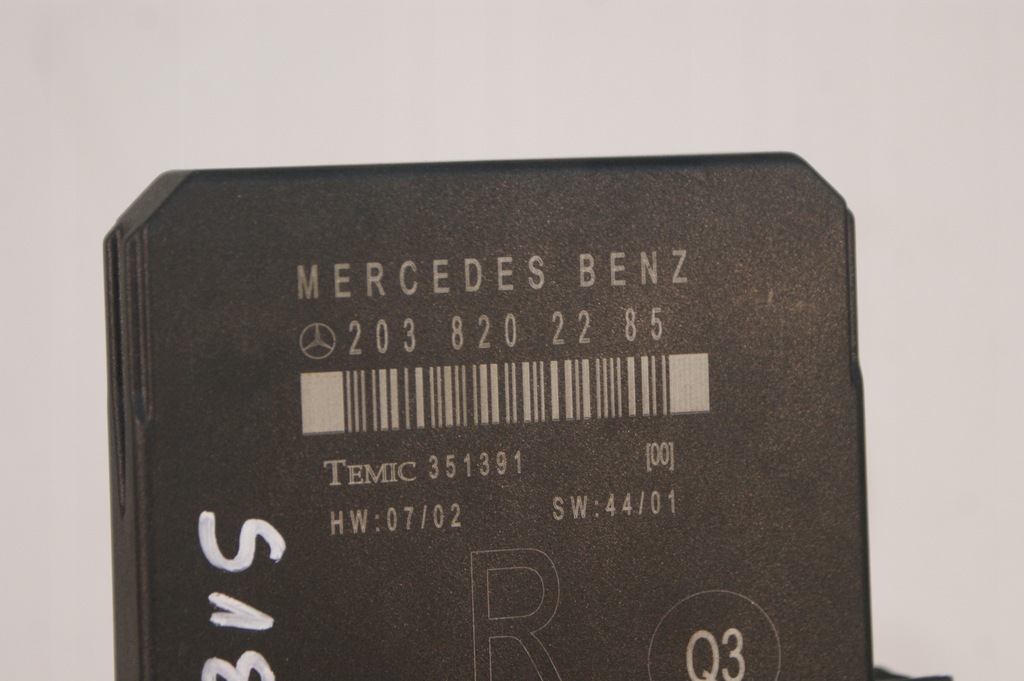 MERCEDES BENZ
203 820 22 85
TEMIC 351391 [00]
HW:07/02 SW:44/01
R
Q3